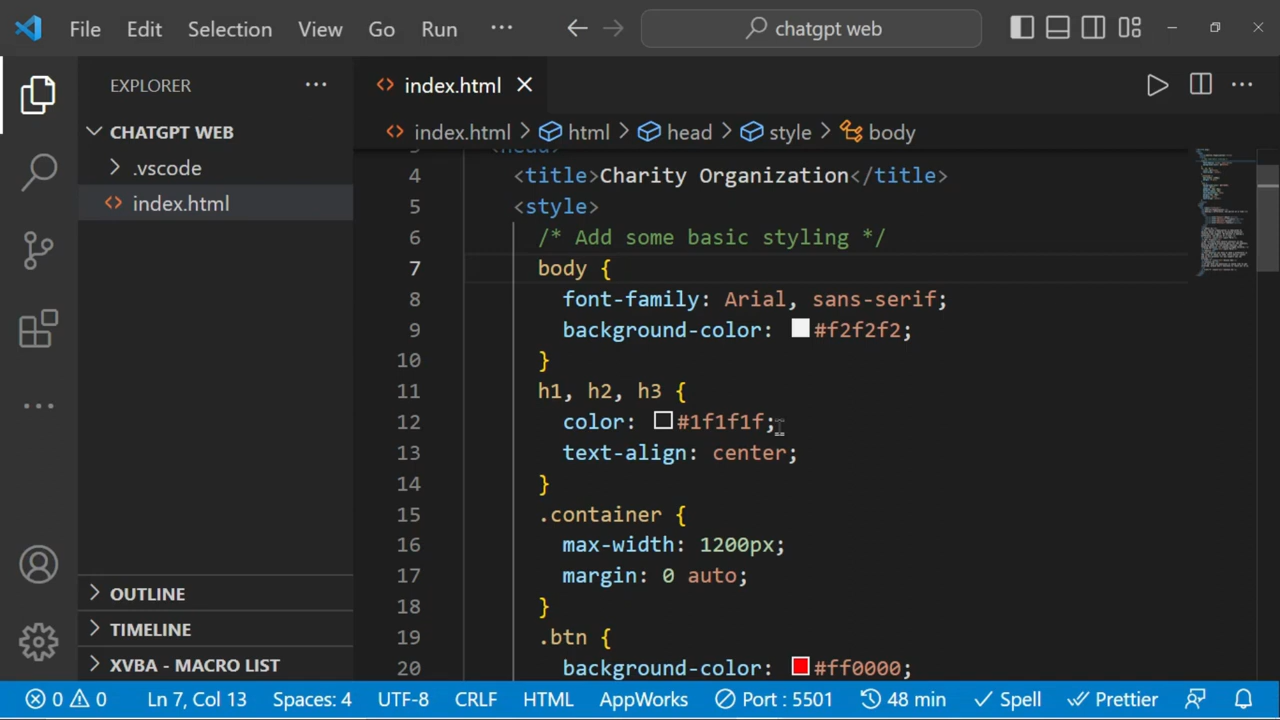 File Edit Selection View Go Run ··· chatgpt web
EXPLORER ···
CHATGPT WEB
.vscode
index.html
OUTLINE
TIMELINE
XVBA - MACRO LIST
index.html
index.html > html > head > style > body
3 <head>
4 <title>Charity Organization</title>
5 <style>
6 /* Add some basic styling */
7 body {
8 font-family: Arial, sans-serif;
9 background-color: #f2f2f2;
10 }
11 h1, h2, h3 {
12 color: #1f1f1f;
13 text-align: center;
14 }
15 .container {
16 max-width: 1200px;
17 margin: 0 auto;
18 }
19 .btn {
20 background-color: #ff0000;
0 0 Ln 7, Col 13 Spaces: 4 UTF-8 CRLF HTML AppWorks Port : 5501 48 min Spell Prettier